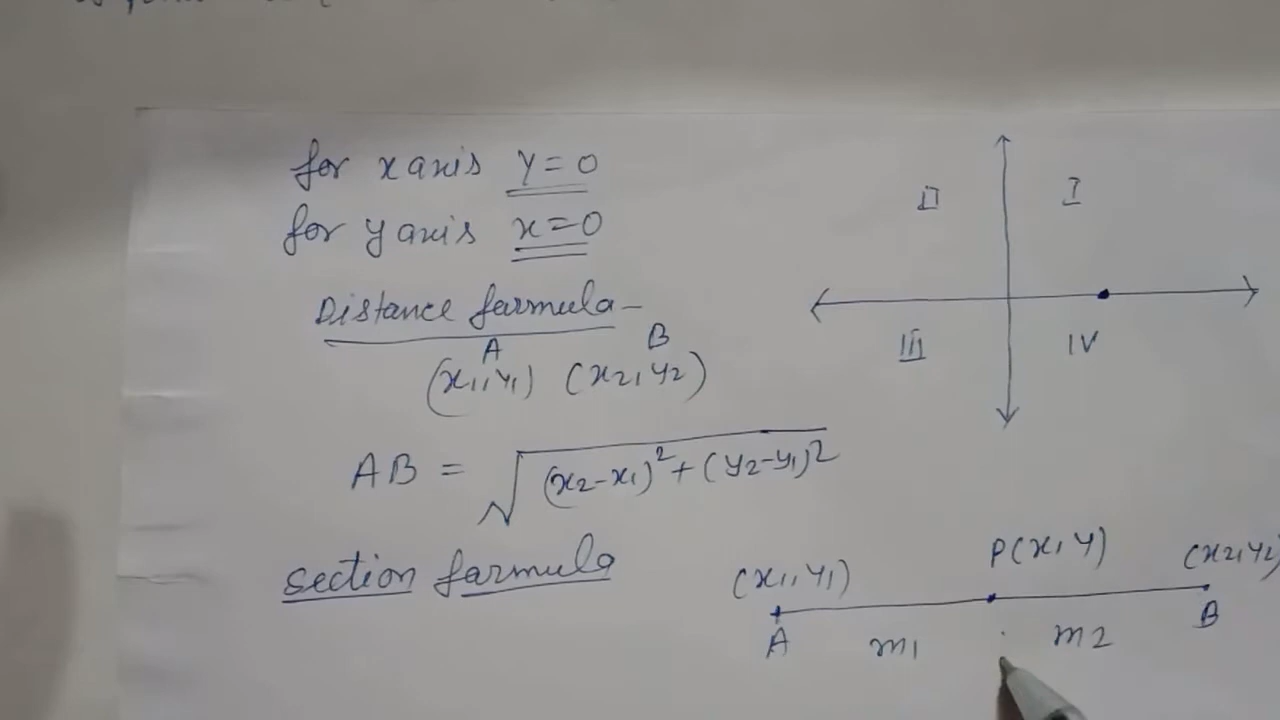 for x axis y=0
for y axis x=0
Distance farmula-
A B
(x1,y1) (x2,y2)
AB = √(x2-x1)²+(y2-y1)²
section farmula
II I
III IV
(x1,y1) P(x,y) (x2,y2)
A m1 m2 B